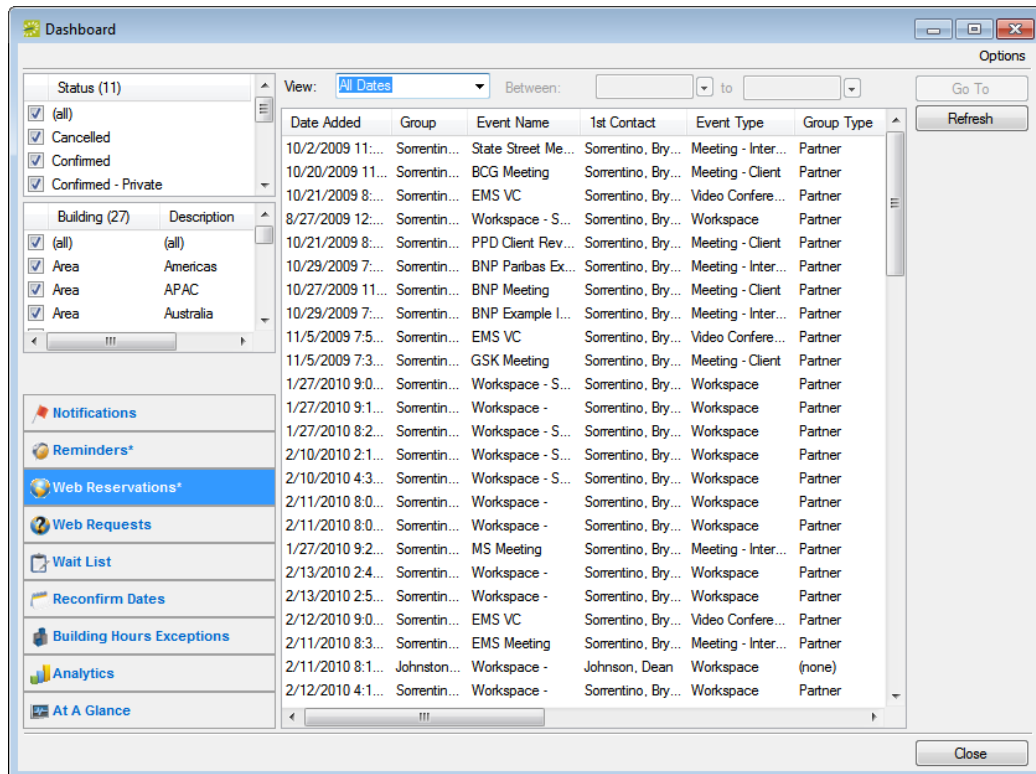 Dashboard
Options
Status (11)
(all)
Cancelled
Confirmed
Confirmed - Private
Building (27) Description
(all) (all)
Area Americas
Area APAC
Area Australia
Notifications
Reminders*
Web Reservations*
Web Requests
Wait List
Reconfirm Dates
Building Hours Exceptions
Analytics
At A Glance
View: All Dates Between: to
Date Added Group Event Name 1st Contact Event Type Group Type
10/2/2009 11:... Sorrentin... State Street Me... Sorrentino, Bry... Meeting - Inter... Partner
10/20/2009 11... Sorrentin... BCG Meeting Sorrentino, Bry... Meeting - Client Partner
10/21/2009 8:... Sorrentin... EMS VC Sorrentino, Bry... Video Confere... Partner
8/27/2009 12:... Sorrentin... Workspace - S... Sorrentino, Bry... Workspace Partner
10/21/2009 8:... Sorrentin... PPD Client Rev... Sorrentino, Bry... Meeting - Client Partner
10/29/2009 7:... Sorrentin... BNP Paribas Ex... Sorrentino, Bry... Meeting - Inter... Partner
10/27/2009 11... Sorrentin... BNP Meeting Sorrentino, Bry... Meeting - Client Partner
10/29/2009 7:... Sorrentin... BNP Example I... Sorrentino, Bry... Meeting - Inter... Partner
11/5/2009 7:5... Sorrentin... EMS VC Sorrentino, Bry... Video Confere... Partner
11/5/2009 7:3... Sorrentin... GSK Meeting Sorrentino, Bry... Meeting - Client Partner
1/27/2010 9:0... Sorrentin... Workspace - S... Sorrentino, Bry... Workspace Partner
1/27/2010 9:1... Sorrentin... Workspace - Sorrentino, Bry... Workspace Partner
1/27/2010 8:2... Sorrentin... Workspace - S... Sorrentino, Bry... Workspace Partner
2/10/2010 2:1... Sorrentin... Workspace - S... Sorrentino, Bry... Workspace Partner
2/10/2010 4:3... Sorrentin... Workspace - S... Sorrentino, Bry... Workspace Partner
2/11/2010 8:0... Sorrentin... Workspace - Sorrentino, Bry... Workspace Partner
2/11/2010 8:0... Sorrentin... Workspace - Sorrentino, Bry... Workspace Partner
1/27/2010 9:2... Sorrentin... MS Meeting Sorrentino, Bry... Meeting - Inter... Partner
2/13/2010 2:4... Sorrentin... Workspace - Sorrentino, Bry... Workspace Partner
2/13/2010 2:5... Sorrentin... Workspace - Sorrentino, Bry... Workspace Partner
2/12/2010 9:0... Sorrentin... EMS VC Sorrentino, Bry... Video Confere... Partner
2/11/2010 8:3... Sorrentin... EMS Meeting Sorrentino, Bry... Meeting - Inter... Partner
2/11/2010 8:1... Johnston... Workspace - Johnson, Dean Workspace (none)
2/12/2010 4:1... Sorrentin... Workspace - Sorrentino, Bry... Workspace Partner
Go To
Refresh
Close